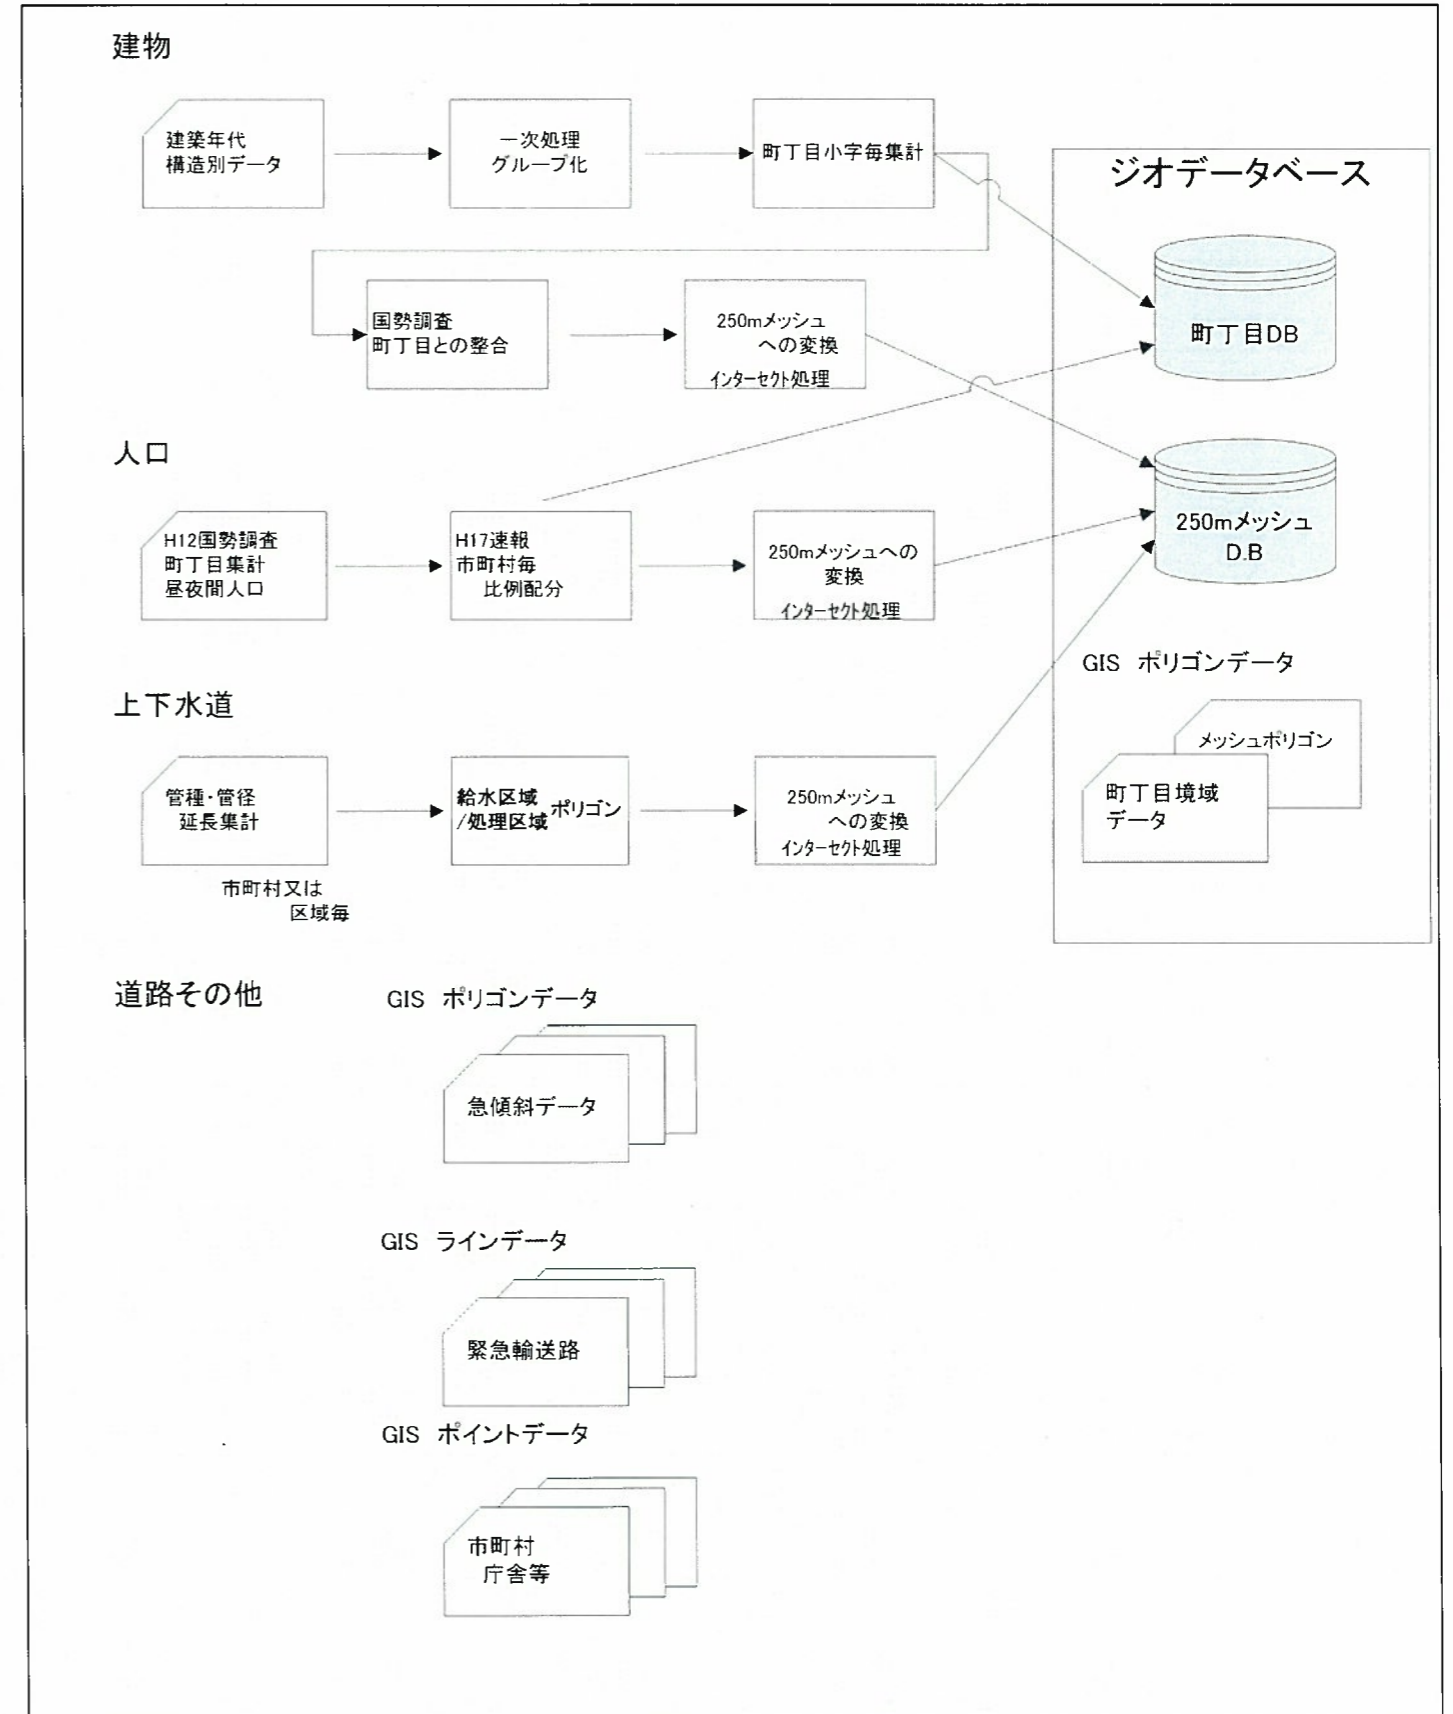 建物
建築年代
構造別データ
一次処理
グループ化
町丁目小字毎集計
ジオデータベース
国勢調査
町丁目との整合
250mメッシュ
への変換
インターセクト処理
町丁目DB
人口
H12国勢調査
町丁目集計
昼夜間人口
H17速報
市町村毎
比例配分
250mメッシュへの
変換
インターセクト処理
250mメッシュ
D.B
上下水道
管種・管径
延長集計
市町村又は
区域毎
給水区域
/処理区域 ポリゴン
250mメッシュ
への変換
インターセクト処理
GIS ポリゴンデータ
メッシュポリゴン
町丁目境域
データ
道路その他
GIS ポリゴンデータ
急傾斜データ
GIS ラインデータ
緊急輸送路
GIS ポイントデータ
市町村
庁舎等